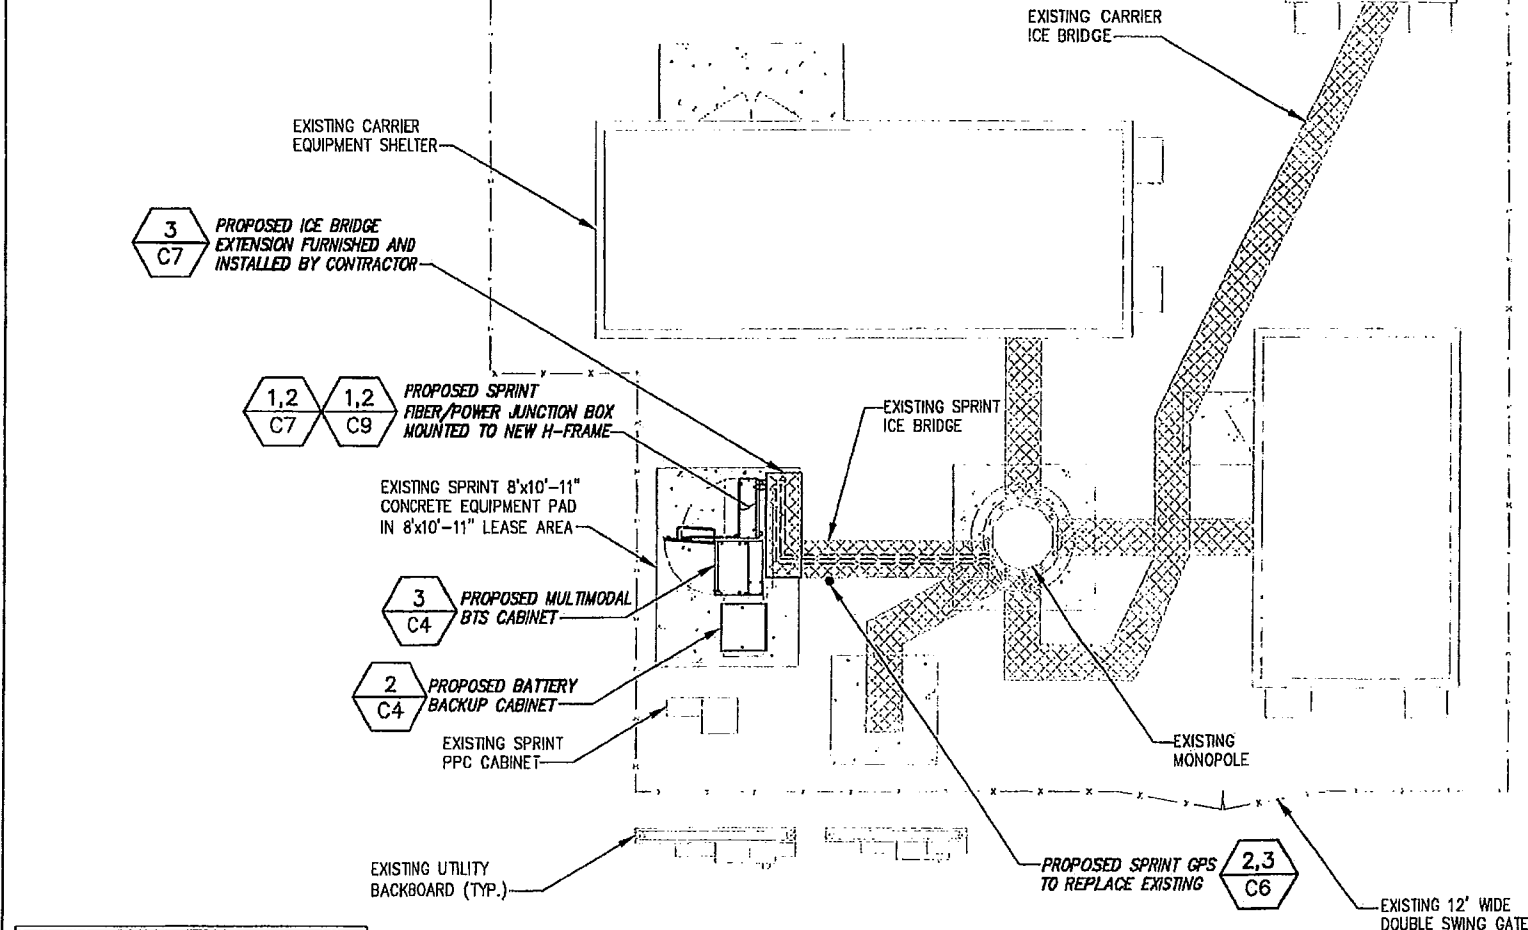 EXISTING CARRIER
ICE BRIDGE
EXISTING CARRIER
EQUIPMENT SHELTER
3
C7
PROPOSED ICE BRIDGE
EXTENSION FURNISHED AND
INSTALLED BY CONTRACTOR
1,2
C7
1,2
C9
PROPOSED SPRINT
FIBER/POWER JUNCTION BOX
MOUNTED TO NEW H-FRAME
EXISTING SPRINT
ICE BRIDGE
EXISTING SPRINT 8'x10'-11"
CONCRETE EQUIPMENT PAD
IN 8'x10'-11" LEASE AREA
3
C4
PROPOSED MULTIMODAL
BTS CABINET
2
C4
PROPOSED BATTERY
BACKUP CABINET
EXISTING SPRINT
PPC CABINET
EXISTING
MONOPOLE
EXISTING UTILITY
BACKBOARD (TYP.)
PROPOSED SPRINT GPS
TO REPLACE EXISTING
2,3
C6
EXISTING 12' WIDE
DOUBLE SWING GATE